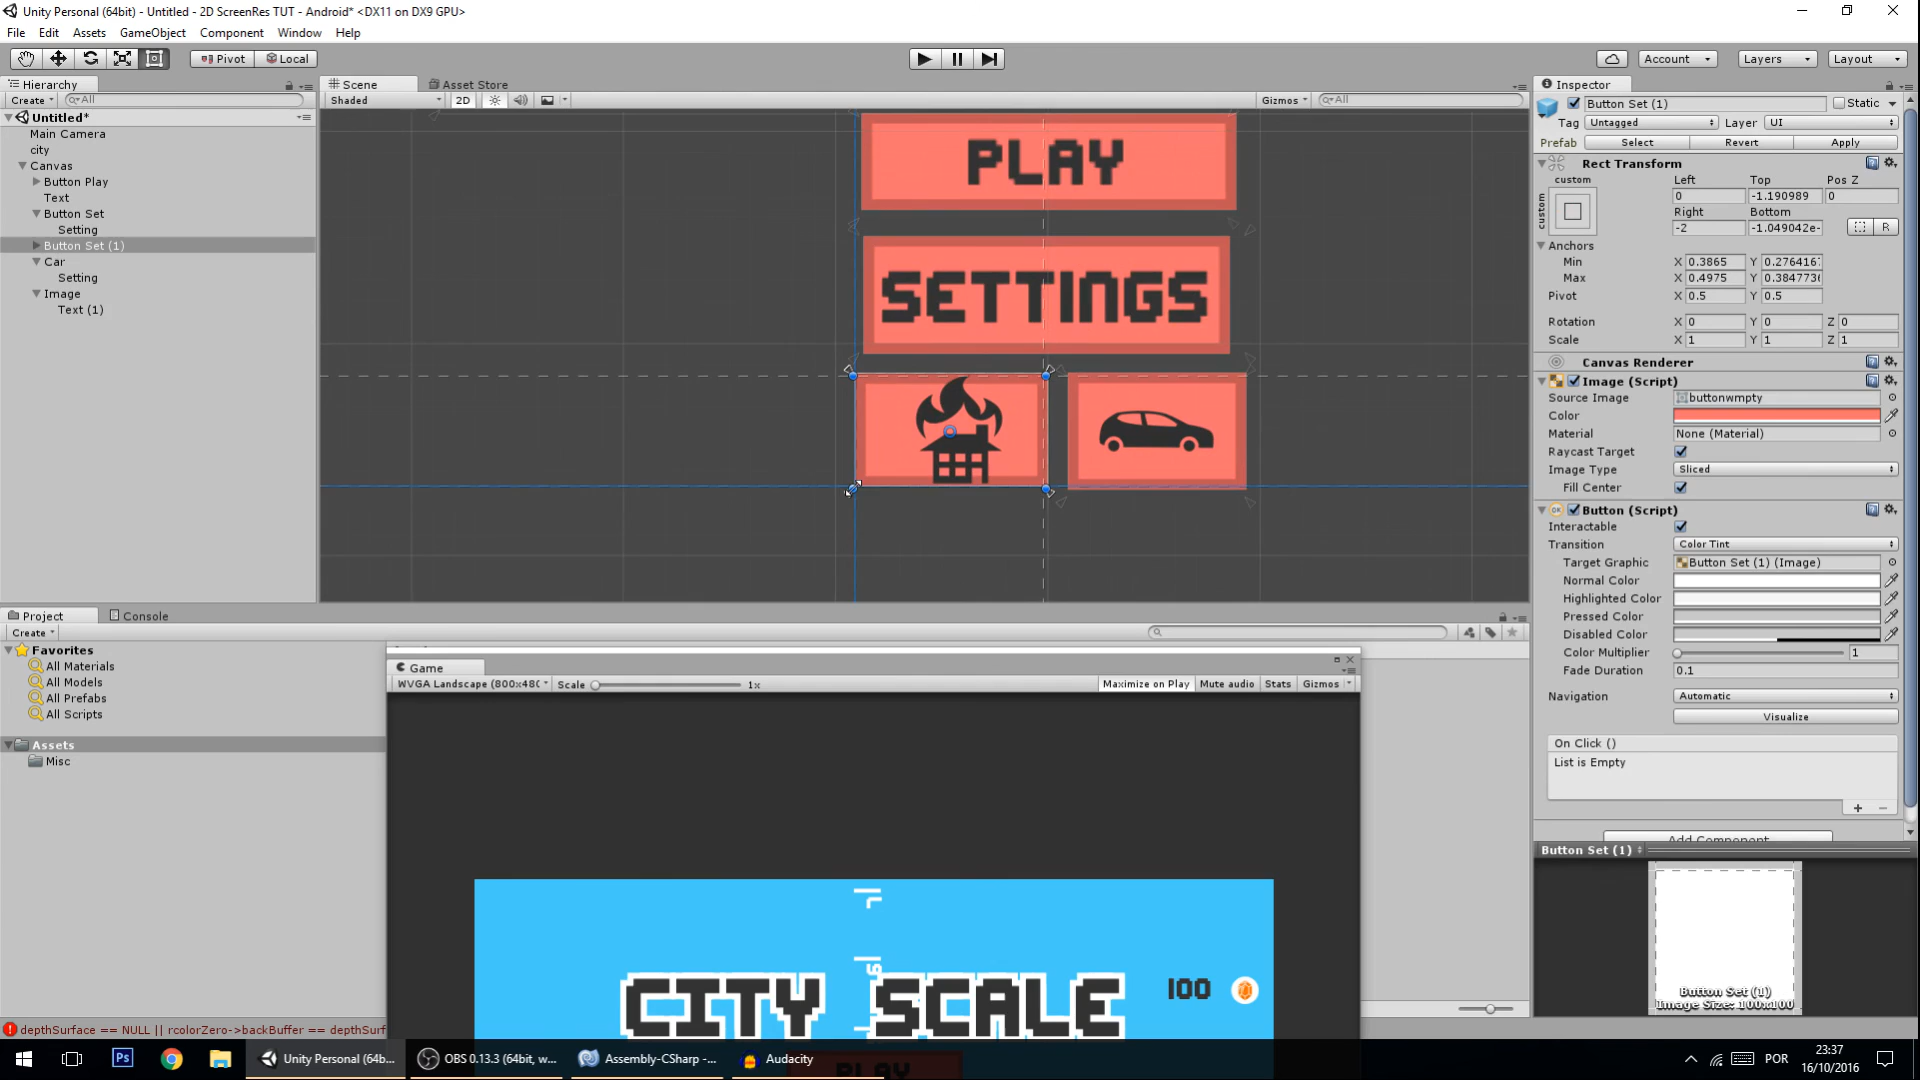 Unity Personal (64bit) - Untitled - 2D ScreenRes TUT - Android* <DX11 on DX9 GPU>
File Edit Assets GameObject Component Window Help
Pivot Local Account Layers Layout
Hierarchy
Create All
Untitled*
Main Camera
city
Canvas
Button Play
Text
Button Set
Setting
Button Set (1)
Car
Setting
Image
Text (1)
Scene Asset Store
Shaded 2D Gizmos All
PLAY
SETTINGS
Inspector
Button Set (1) Static
Tag Untagged Layer UI
Prefab Select Revert Apply
Rect Transform
custom Left Top Pos Z
custom
0 -1.190989 0
Right Bottom
-2 -1.049042e- R
Anchors
Min X 0.3865 Y 0.276416
Max X 0.4975 Y 0.384773
Pivot X 0.5 Y 0.5
Rotation X 0 Y 0 Z 0
Scale X 1 Y 1 Z 1
Canvas Renderer
Image (Script)
Source Image buttonwmpty
Color
Material None (Material)
Raycast Target
Image Type Sliced
Fill Center
Button (Script)
Interactable
Transition Color Tint
Target Graphic Button Set (1) (Image)
Normal Color
Highlighted Color
Pressed Color
Disabled Color
Color Multiplier 1
Fade Duration 0.1
Navigation Automatic
Visualize
On Click ()
List is Empty
Add Component
Button Set (1)
Button Set (1)
Image Size: 100x100
Project Console
Create
Favorites
All Materials
All Models
All Prefabs
All Scripts
Assets
Misc
Game
WVGA Landscape (800x480 Scale 1x Maximize on Play Mute audio Stats Gizmos
CITY SCALE 100
PLAY
depthSurface == NULL || rcolorZero->backBuffer == depthSurf
Ps Unity Personal (64b... OBS 0.13.3 (64bit, w... Assembly-CSharp -... Audacity
POR
23:37
16/10/2016